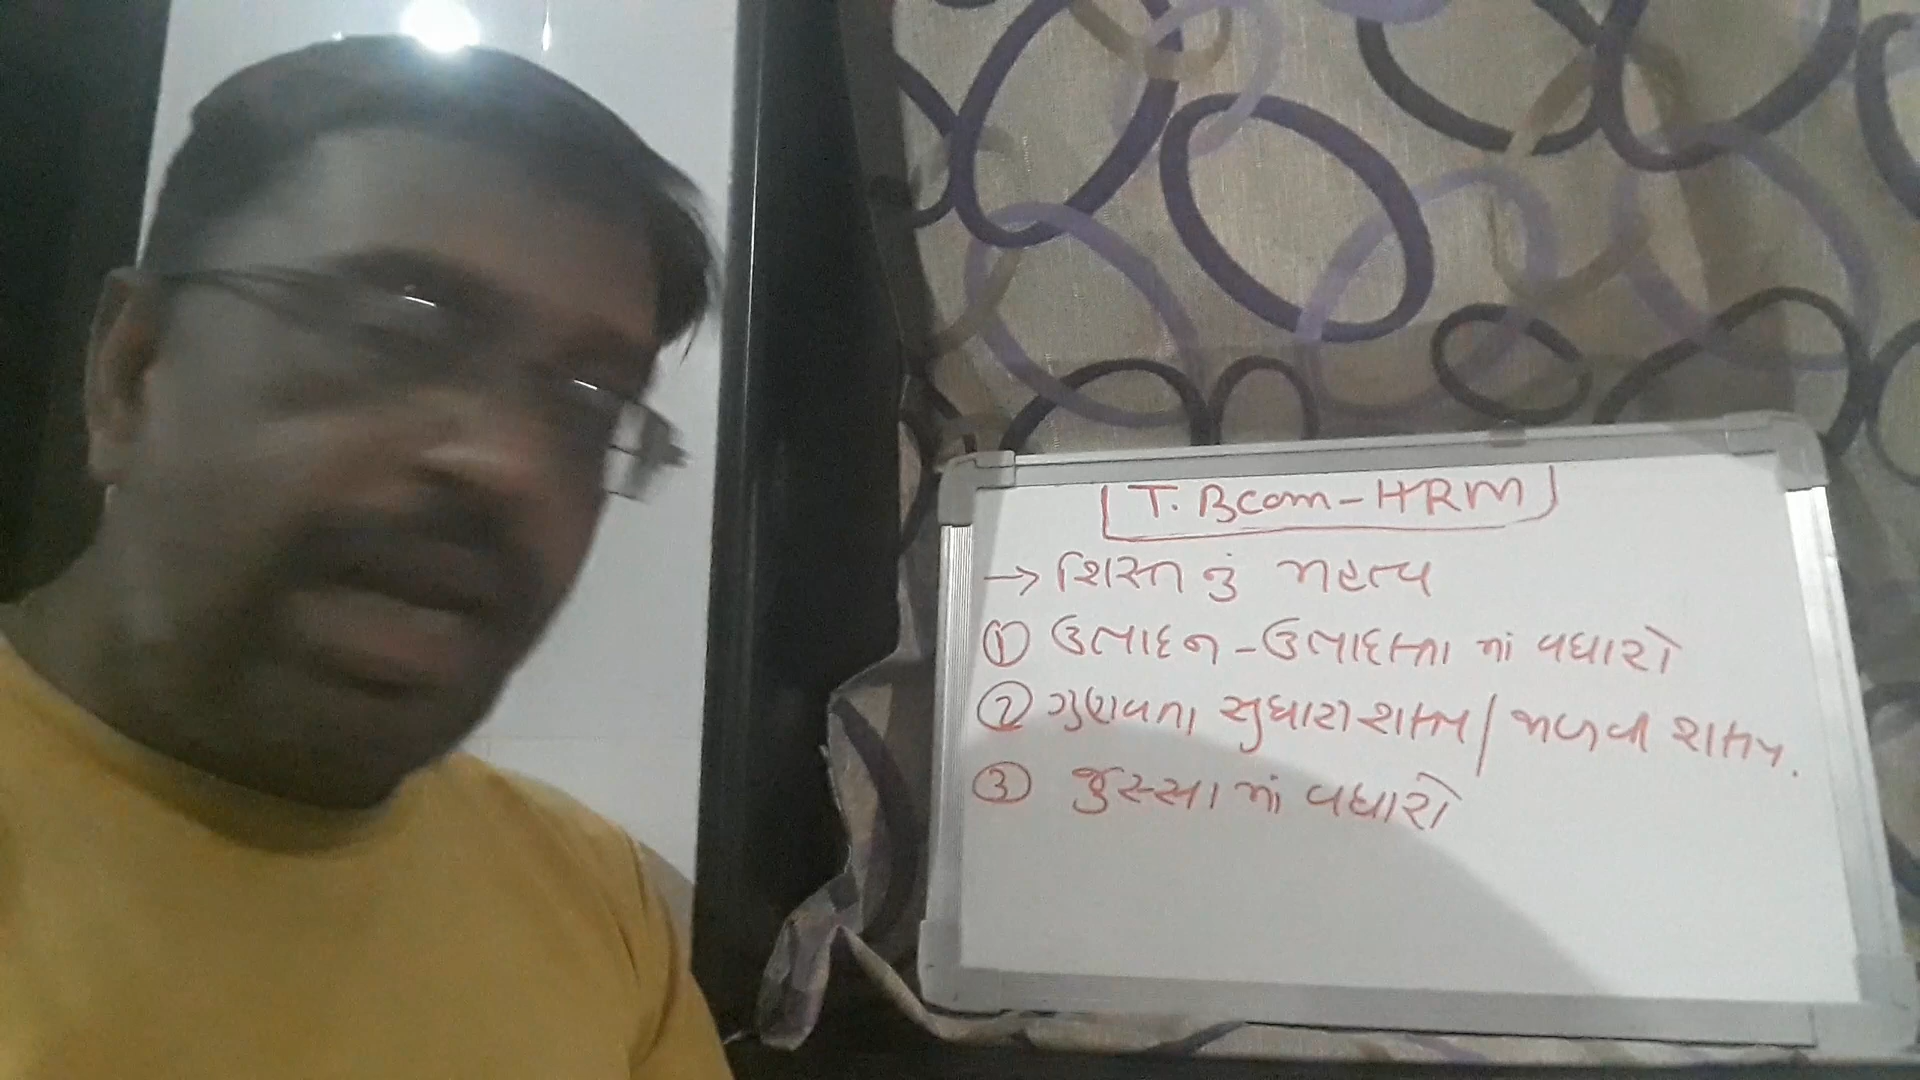 T. Bcom-HRM
→ શિસ્ત નું મહત્વ
① ઉત્પાદન - ઉત્પાદકતા માં વધારો
② ગુણવત્તા સુધારી શકાય / જાળવી શકાય.
③ જુસ્સા માં વધારો